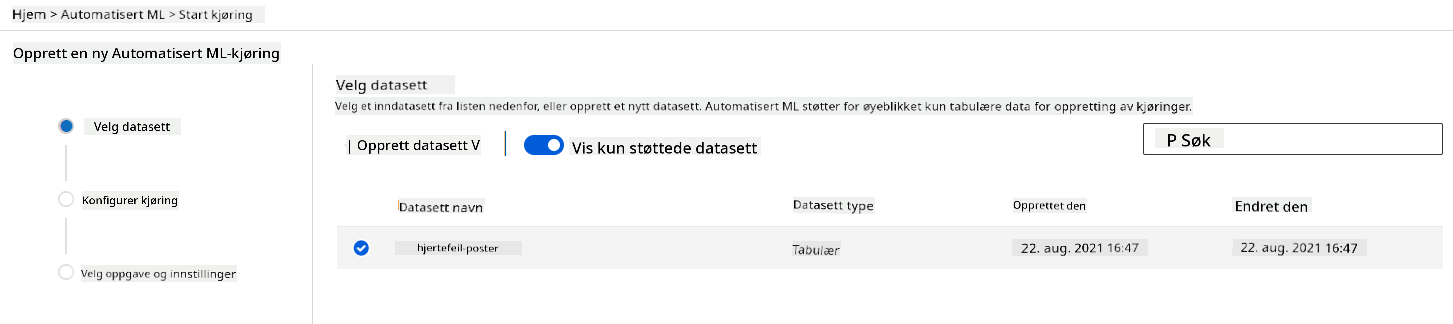 Hjem > Automatisert ML > Start kjøring
Opprett en ny Automatisert ML-kjøring
Velg datasett
Konfigurer kjøring
Velg oppgave og innstillinger
Velg datasett
Velg et inndatasett fra listen nedenfor, eller opprett et nytt datasett. Automatisert ML støtter for øyeblikket kun tabulære data for oppretting av kjøringer.
| Opprett datasett V Vis kun støttede datasett P Søk
Datasett navn Datasett type Opprettet den Endret den
hjertefeil-poster Tabulær 22. aug. 2021 16:47 22. aug. 2021 16:47